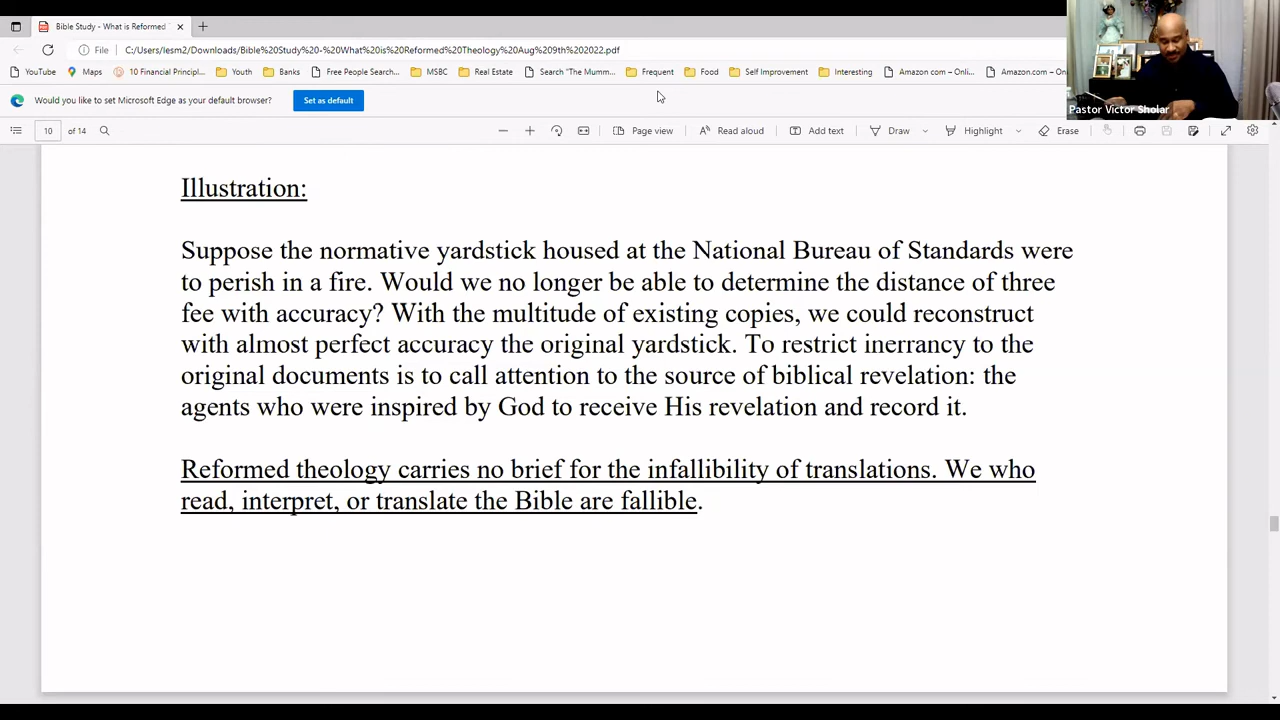 Bible Study - What is Reformed
File C:/Users/lesm2/Downloads/Bible%20Study%20-%20What%20is%20Reformed%20Theology%20Aug%209th%202022.pdf
YouTube Maps 10 Financial Principl... Youth Banks Free People Search... MSBC Real Estate Search "The Mumm... Frequent Food Self Improvement Interesting Amazon.com – Onli... Amazon.com – Onli...
Would you like to set Microsoft Edge as your default browser? Set as default
Pastor Victor Sholar
10 of 14 Page view Read aloud Add text Draw Highlight Erase
Illustration:
Suppose the normative yardstick housed at the National Bureau of Standards were
to perish in a fire. Would we no longer be able to determine the distance of three
fee with accuracy? With the multitude of existing copies, we could reconstruct
with almost perfect accuracy the original yardstick. To restrict inerrancy to the
original documents is to call attention to the source of biblical revelation: the
agents who were inspired by God to receive His revelation and record it.
Reformed theology carries no brief for the infallibility of translations. We who
read, interpret, or translate the Bible are fallible.